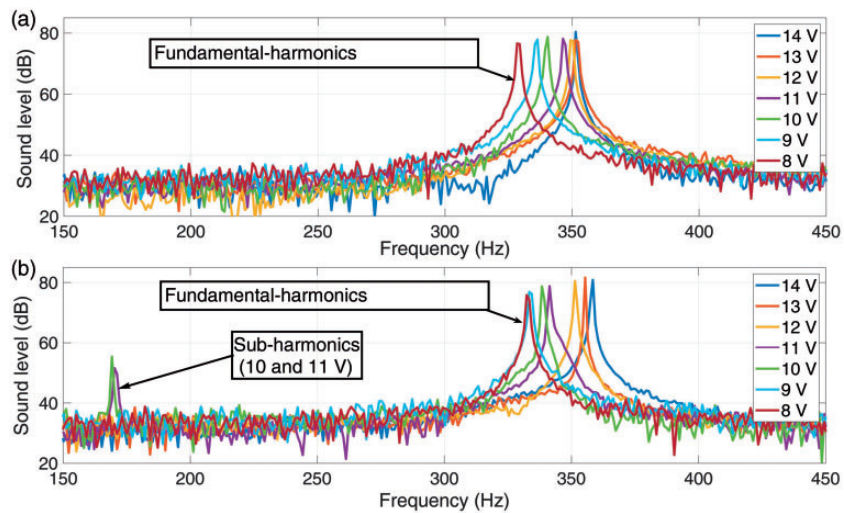 (a)
80
60
40
20
Sound level (dB)
Fundamental-harmonics
14 V
13 V
12 V
11 V
10 V
9 V
8 V
150 200 250 300 350 400 450
Frequency (Hz)
(b)
80
60
40
20
Sound level (dB)
Fundamental-harmonics
Sub-harmonics
(10 and 11 V)
14 V
13 V
12 V
11 V
10 V
9 V
8 V
150 200 250 300 350 400 450
Frequency (Hz)